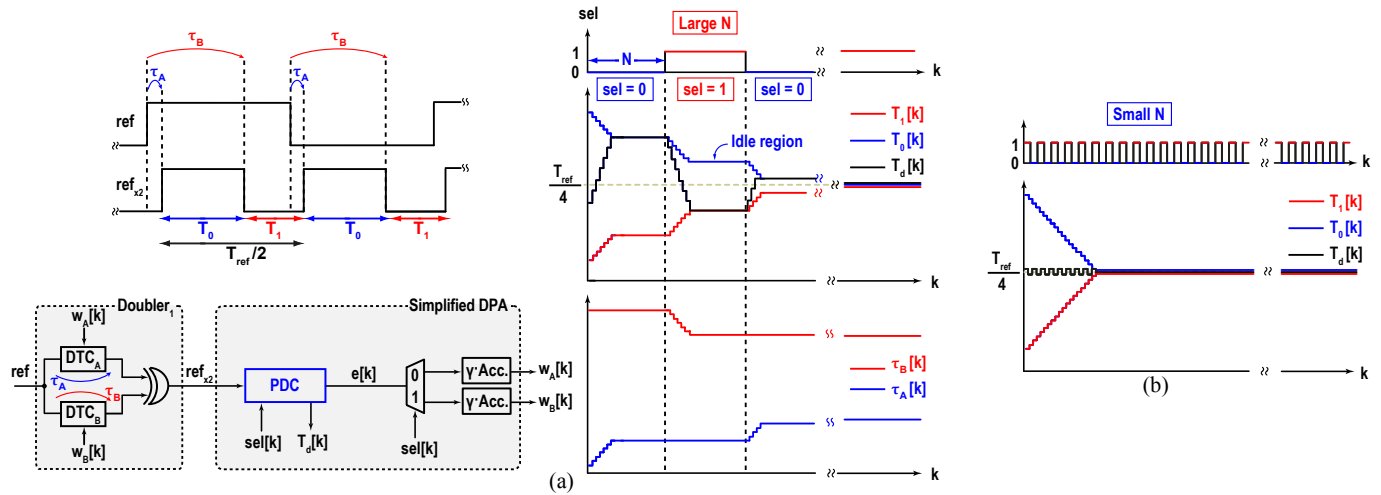 τB τB
τA τA
ref
refx2
T0 T1 T0 T1
Tref/2
Doubler1
wA[k]
DTCA
ref
τA
τB
DTCB
wB[k]
refx2
Simplified DPA
PDC
e[k]
sel[k]
Td[k]
0
1
sel[k]
γ·Acc.
wA[k]
γ·Acc.
wB[k]
sel
Large N
1
0
N
k
sel = 0
sel = 1
sel = 0
T1[k]
T0[k]
Td[k]
Idle region
Tref
4
k
τB[k]
τA[k]
k
(a)
Small N
1
0
k
T1[k]
T0[k]
Td[k]
Tref
4
k
(b)